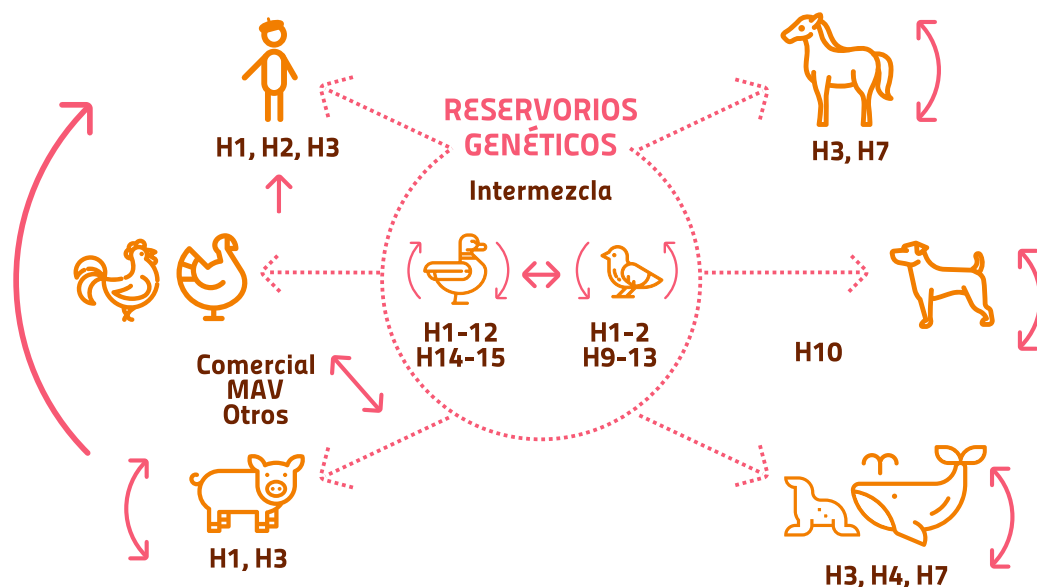 RESERVORIOS
GENÉTICOS
Intermezcla
H1, H2, H3
H3, H7
H1-12
H14-15
H1-2
H9-13
H10
Comercial
MAV
Otros
H1, H3
H3, H4, H7